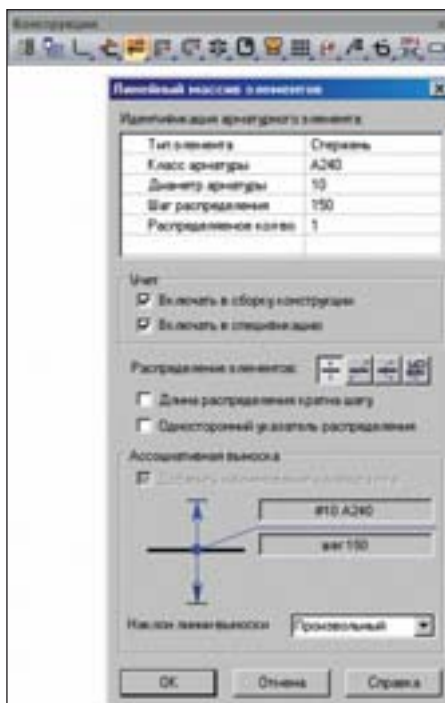 Конструкции
Линейный массив элементов
Идентификация арматурного элемента
Тип элемента Стержень
Класс арматуры А240
Диаметр арматуры 10
Шаг распределения 150
Распределяемое кол-во 1
Учет
Включать в сборку конструкции
Включать в спецификацию
Распределение элементов:
Длина распределения кратна шагу
Односторонний указатель распределения
Ассоциативная выноска
#10 А240
шаг 150
Наклон линии выноски Произвольный
ОК Отмена Справка